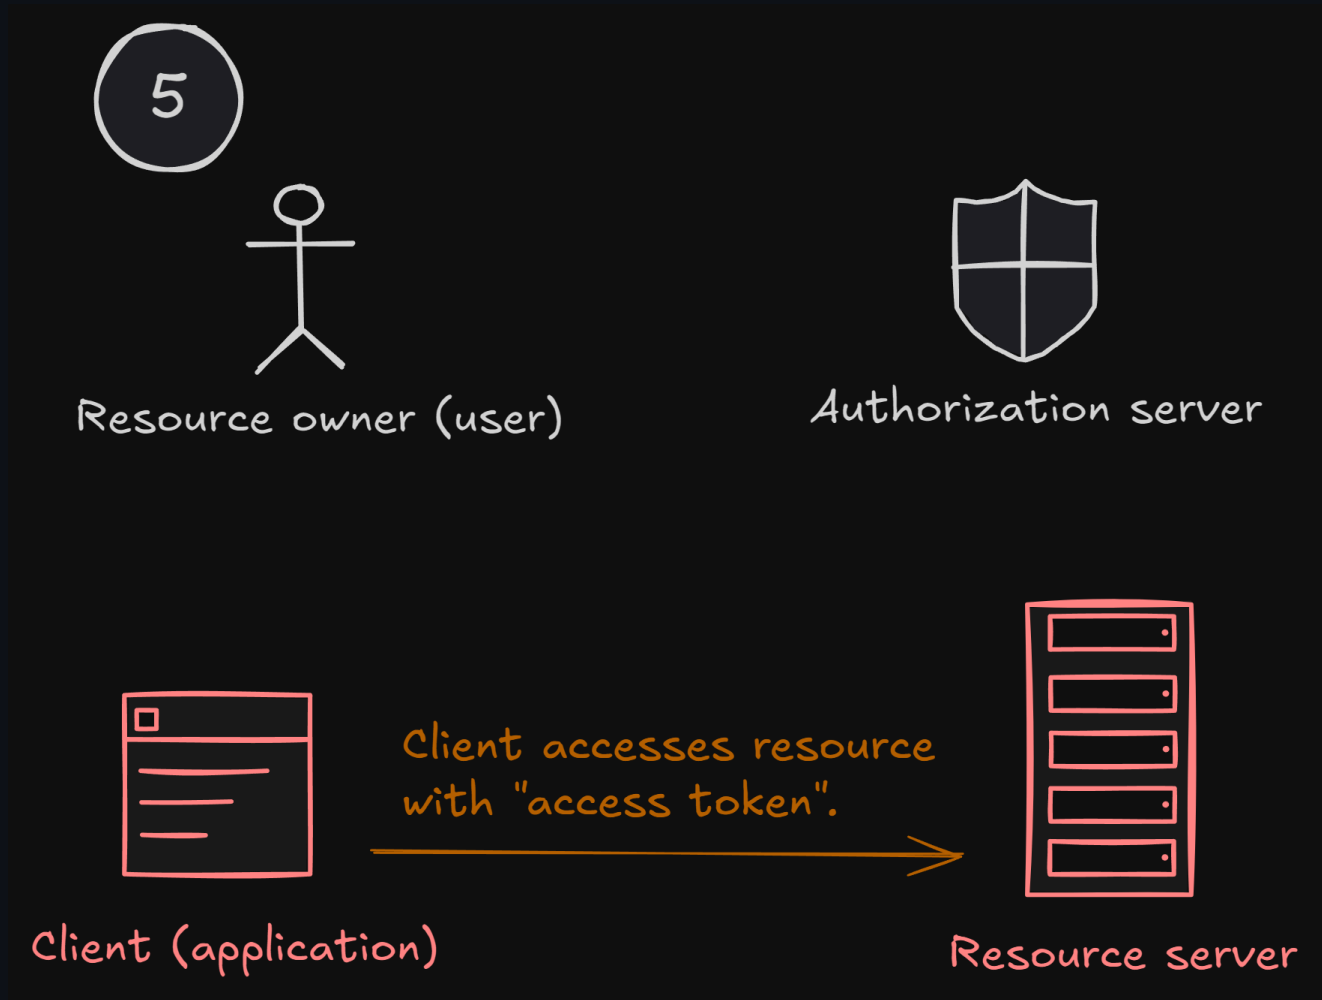 5
Resource owner (user)
Authorization server
Client accesses resource
with "access token".
Client (application)
Resource server